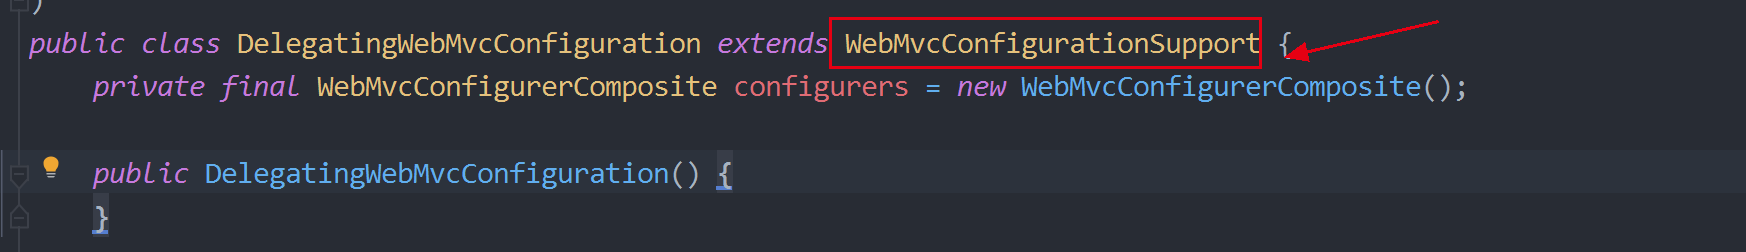 )
public class DelegatingWebMvcConfiguration extends WebMvcConfigurationSupport {
private final WebMvcConfigurerComposite configurers = new WebMvcConfigurerComposite();
public DelegatingWebMvcConfiguration() {
}